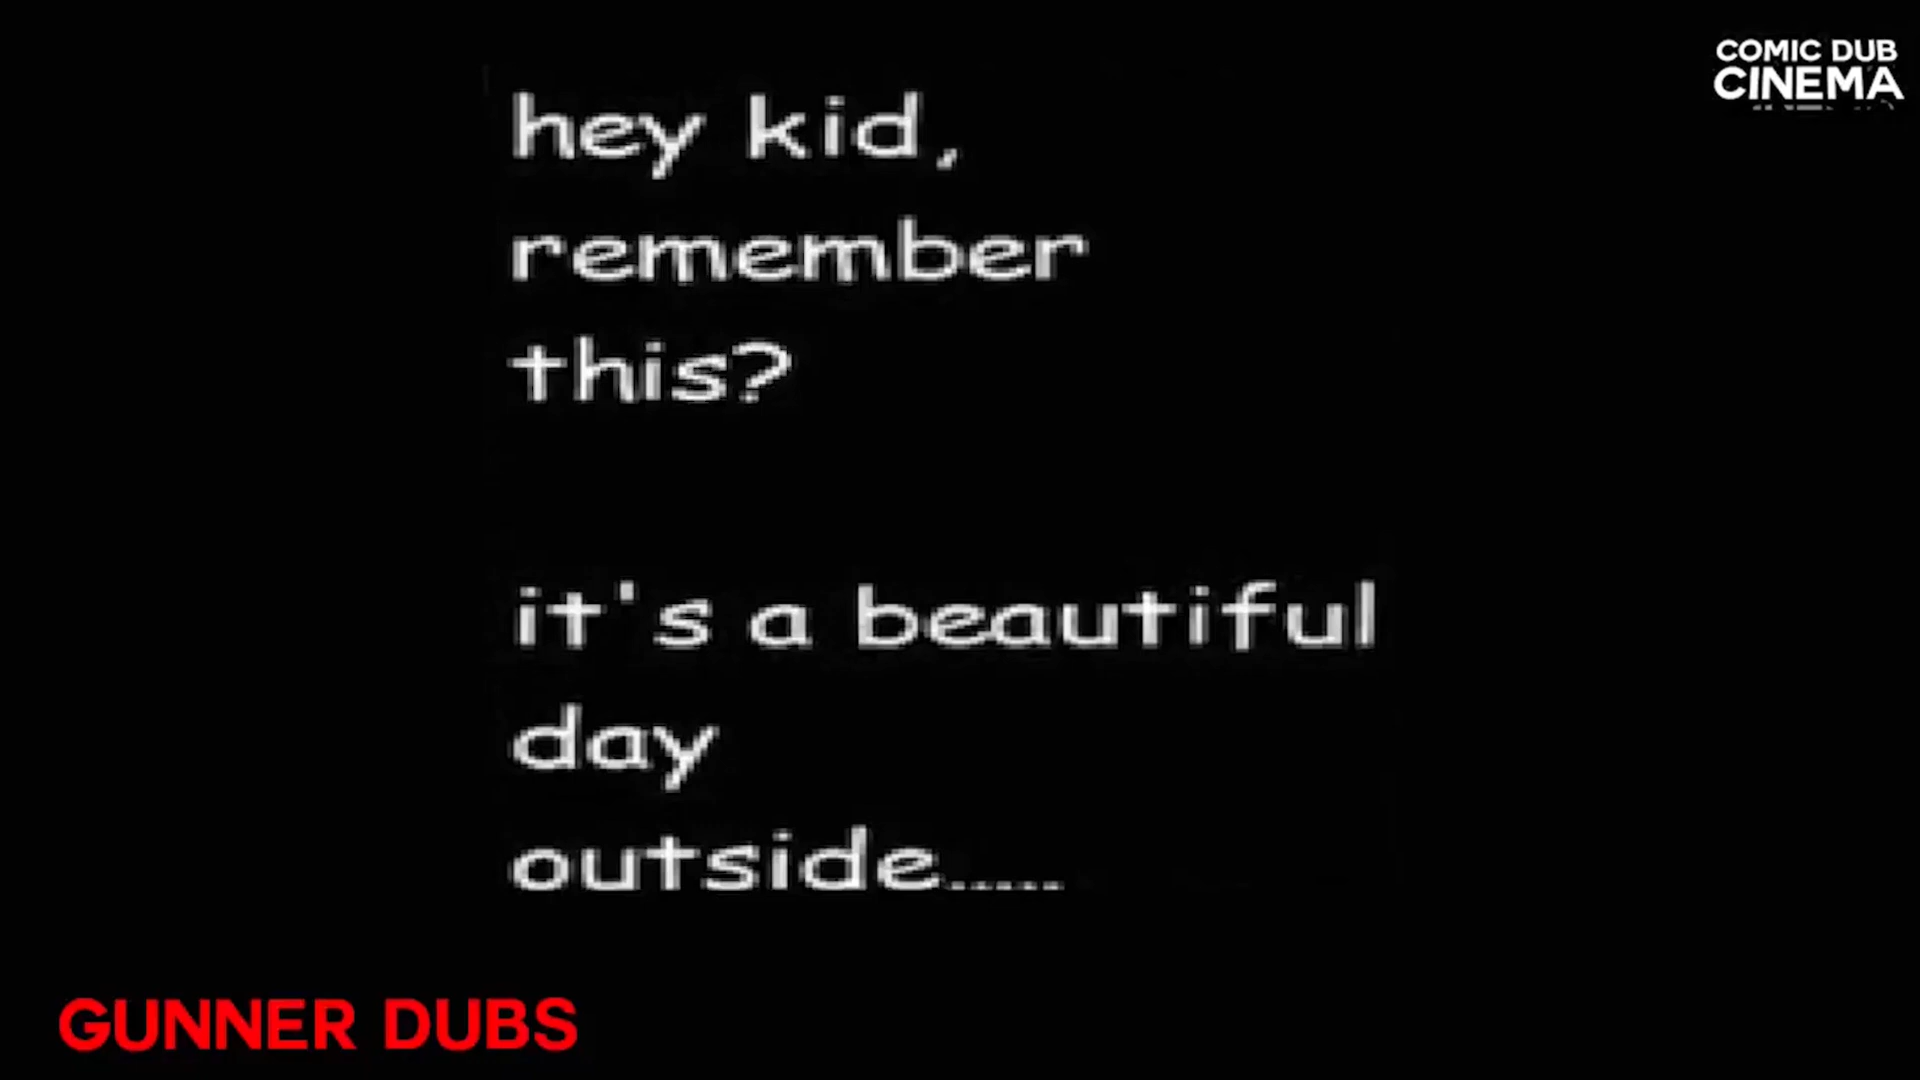 COMIC DUB
CINEMA
hey kid,
remember
this?
it's a beautiful
day
outside......
GUNNER DUBS